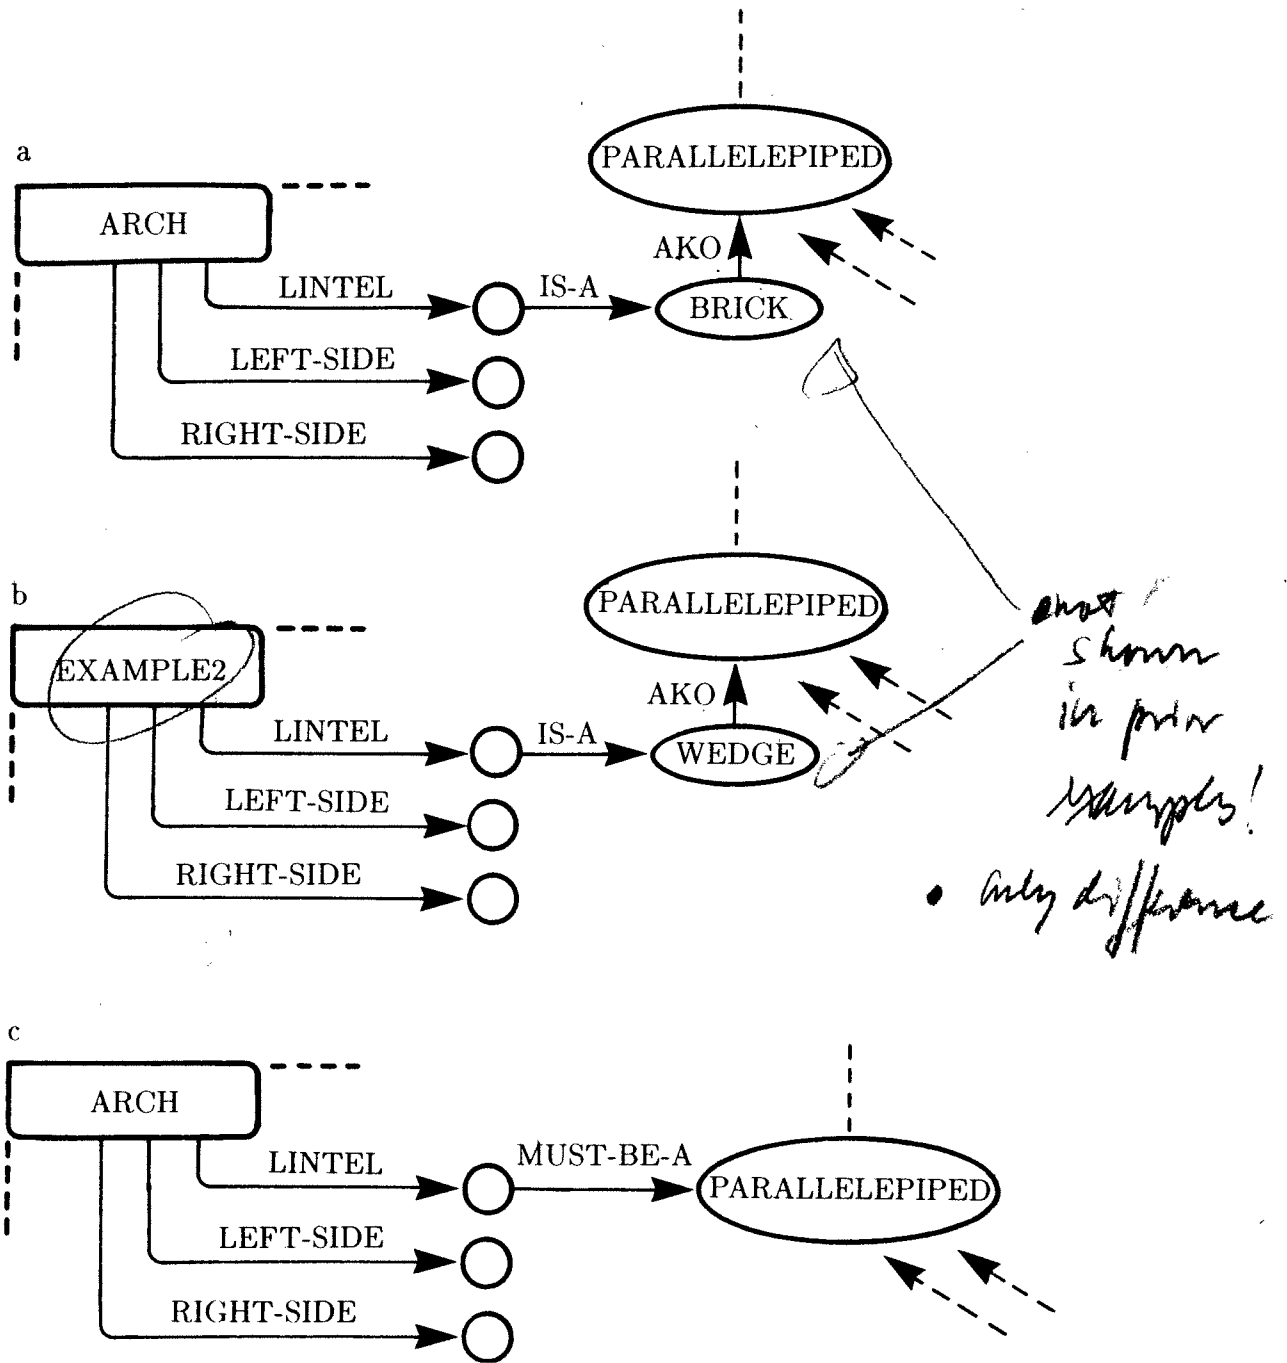 a
PARALLELEPIPED
ARCH
AKO
LINTEL
IS-A
BRICK
LEFT-SIDE
RIGHT-SIDE
b
PARALLELEPIPED
not
shown
in prior
examples!
• only difference
EXAMPLE2
AKO
LINTEL
IS-A
WEDGE
LEFT-SIDE
RIGHT-SIDE
c
ARCH
LINTEL
MUST-BE-A
PARALLELEPIPED
LEFT-SIDE
RIGHT-SIDE